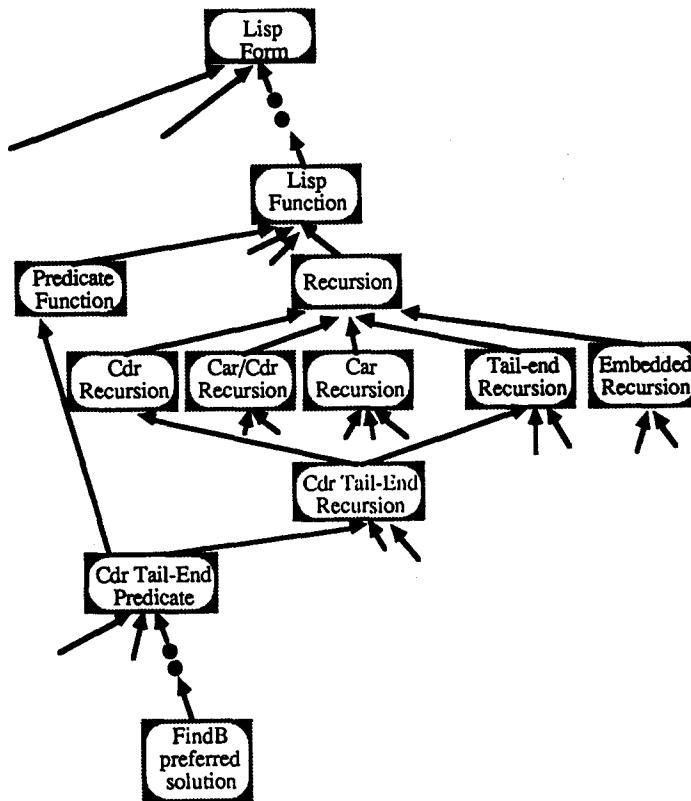 Lisp
Form
Lisp
Function
Predicate
Function
Recursion
Cdr
Recursion
Car/Cdr
Recursion
Car
Recursion
Tail-end
Recursion
Embedded
Recursion
Cdr Tail-End
Recursion
Cdr Tail-End
Predicate
FindB
preferred
solution